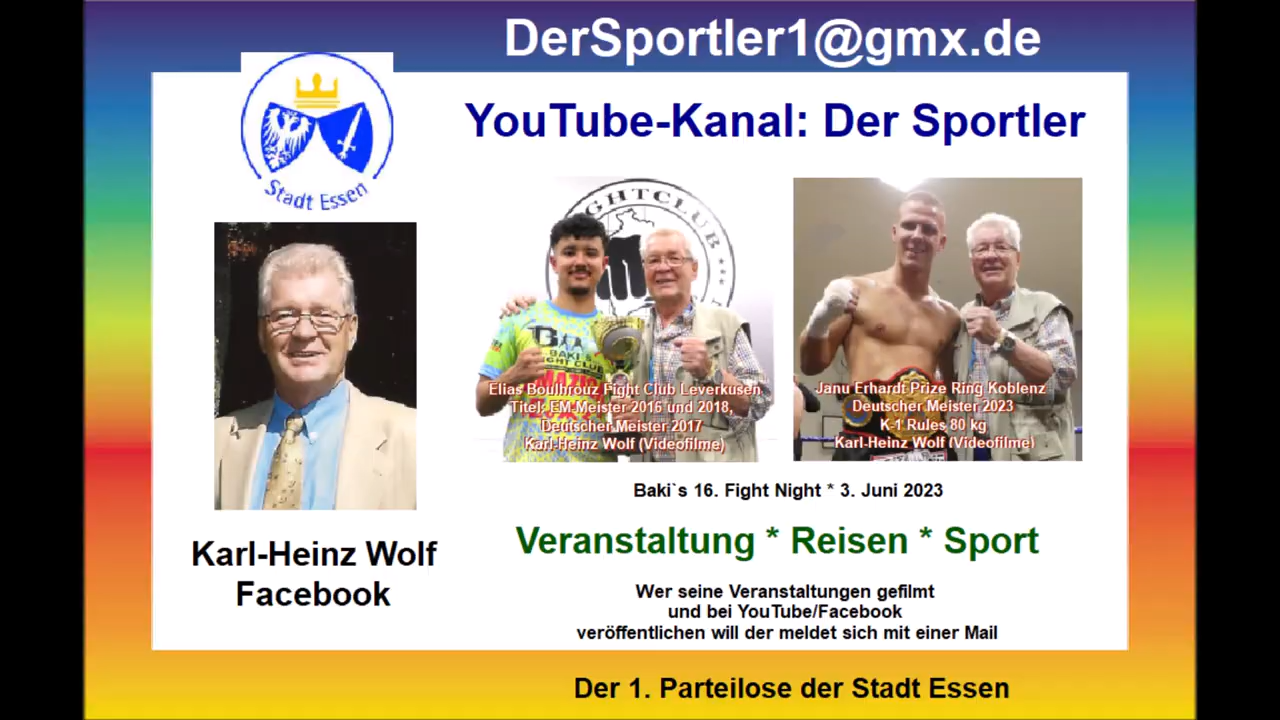 DerSportler1@gmx.de
YouTube-Kanal: Der Sportler
Stadt Essen
Karl-Heinz Wolf
Facebook
FIGHTCLUB
BAKI'S
FIGHT CLUB
Elias Boulhrouz Fight Club Leverkusen
Titel: EM-Meister 2016 und 2018,
Deutscher Meister 2017
Karl-Heinz Wolf (Videofilme)
Janu Erhardt Prize Ring Koblenz
Deutscher Meister 2023
K-1 Rules 80 kg
Karl-Heinz Wolf (Videofilme)
Baki`s 16. Fight Night * 3. Juni 2023
Veranstaltung * Reisen * Sport
Wer seine Veranstaltungen gefilmt
und bei YouTube/Facebook
veröffentlichen will der meldet sich mit einer Mail
Der 1. Parteilose der Stadt Essen